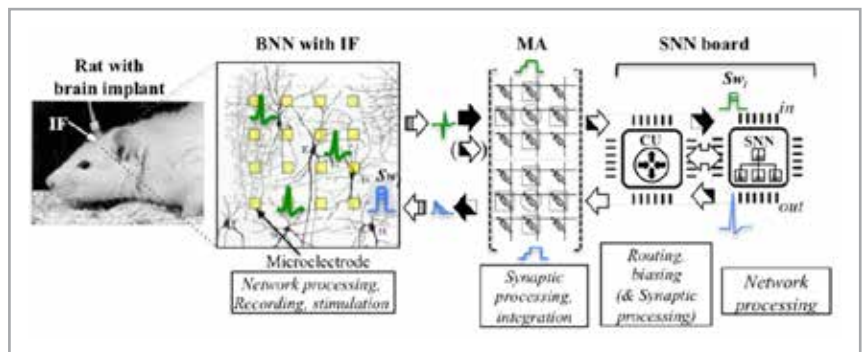 BNN with IF
MA
SNN board
Rat with
brain implant
IF
Sw
Swᵢ
in
CU
SNN
out
Microelectrode
Network processing,
Recording, stimulation
Synaptic
processing,
integration
Routing,
biasing
(& Synaptic
processing)
Network
processing